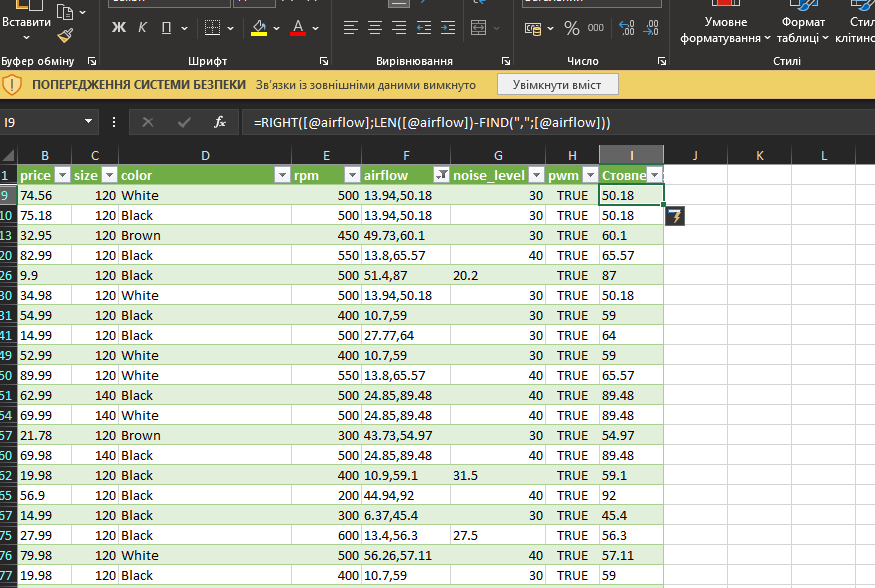 Вставити
Ж К П
A
% 000
Умовне Формат
форматування таблиці
Буфер обміну Шрифт Вирівнювання Число Стилі
ПОПЕРЕДЖЕННЯ СИСТЕМИ БЕЗПЕКИ Зв'язки із зовнішніми даними вимкнуто Увімкнути вміст
I9 fx =RIGHT([@airflow];LEN([@airflow])-FIND(",";[@airflow]))
B C D E F G H I J K L
1 price size color rpm airflow noise_level pwm Стовпе
9 74.56 120 White 500 13.94,50.18 30 TRUE 50.18
10 75.18 120 Black 500 13.94,50.18 30 TRUE 50.18
13 32.95 120 Brown 450 49.73,60.1 30 TRUE 60.1
20 82.99 120 Black 550 13.8,65.57 40 TRUE 65.57
26 9.9 120 Black 500 51.4,87 20.2 TRUE 87
30 34.98 120 White 500 13.94,50.18 30 TRUE 50.18
31 54.99 120 Black 400 10.7,59 30 TRUE 59
41 14.99 120 Black 500 27.77,64 30 TRUE 64
49 52.99 120 White 400 10.7,59 30 TRUE 59
50 89.99 120 White 550 13.8,65.57 40 TRUE 65.57
51 62.99 140 Black 500 24.85,89.48 40 TRUE 89.48
54 69.99 140 White 500 24.85,89.48 40 TRUE 89.48
57 21.78 120 Brown 300 43.73,54.97 30 TRUE 54.97
60 69.98 140 Black 500 24.85,89.48 40 TRUE 89.48
62 19.98 120 Black 400 10.9,59.1 31.5 TRUE 59.1
65 56.9 120 Black 200 44.94,92 40 TRUE 92
67 14.99 120 Black 300 6.37,45.4 30 TRUE 45.4
75 27.99 120 Black 600 13.4,56.3 27.5 TRUE 56.3
76 79.98 120 White 500 56.26,57.11 40 TRUE 57.11
77 19.98 120 Black 400 10.7,59 30 TRUE 59